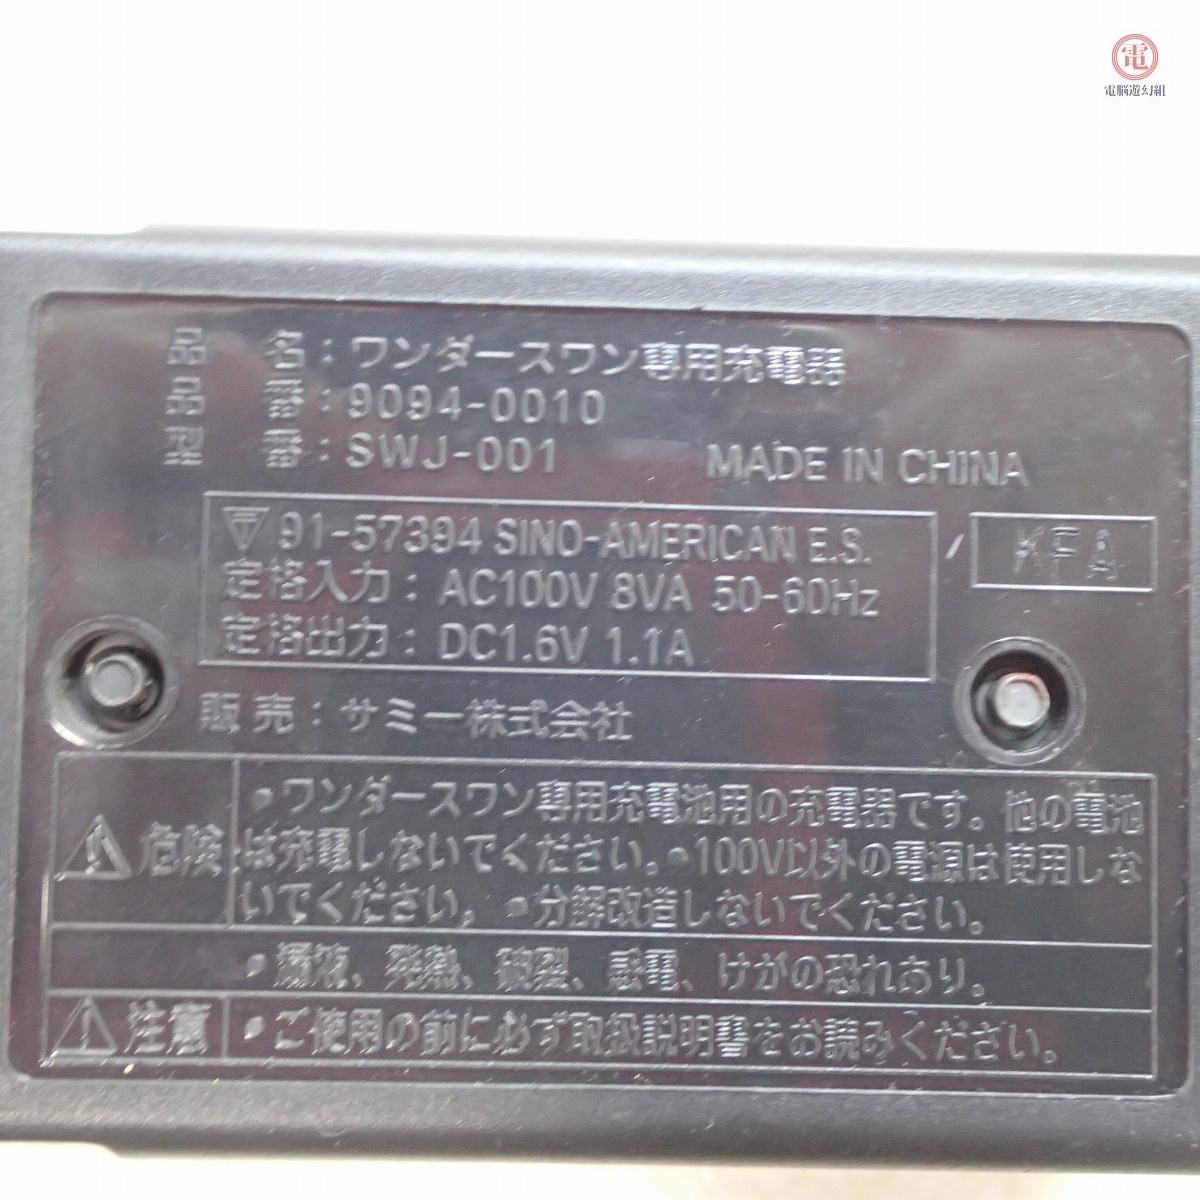 電
電脳遊幻組
品 名：ワンダースワン専用充電器
品 番：9094-0010
型 番：SWJ-001 MADE IN CHINA
91-57394 SINO-AMERICAN E.S.
KFA
定格入力：AC100V 8VA 50-60Hz
定格出力：DC1.6V 1.1A
販売：サミー株式会社
危険
•ワンダースワン専用充電池用の充電器です。他の電池
は充電しないでください。•100V以外の電源は使用しな
いでください。•分解改造しないでください。
•漏液、発熱、破裂、感電、けがの恐れあり。
注意
•ご使用の前に必ず取扱説明書をお読みください。